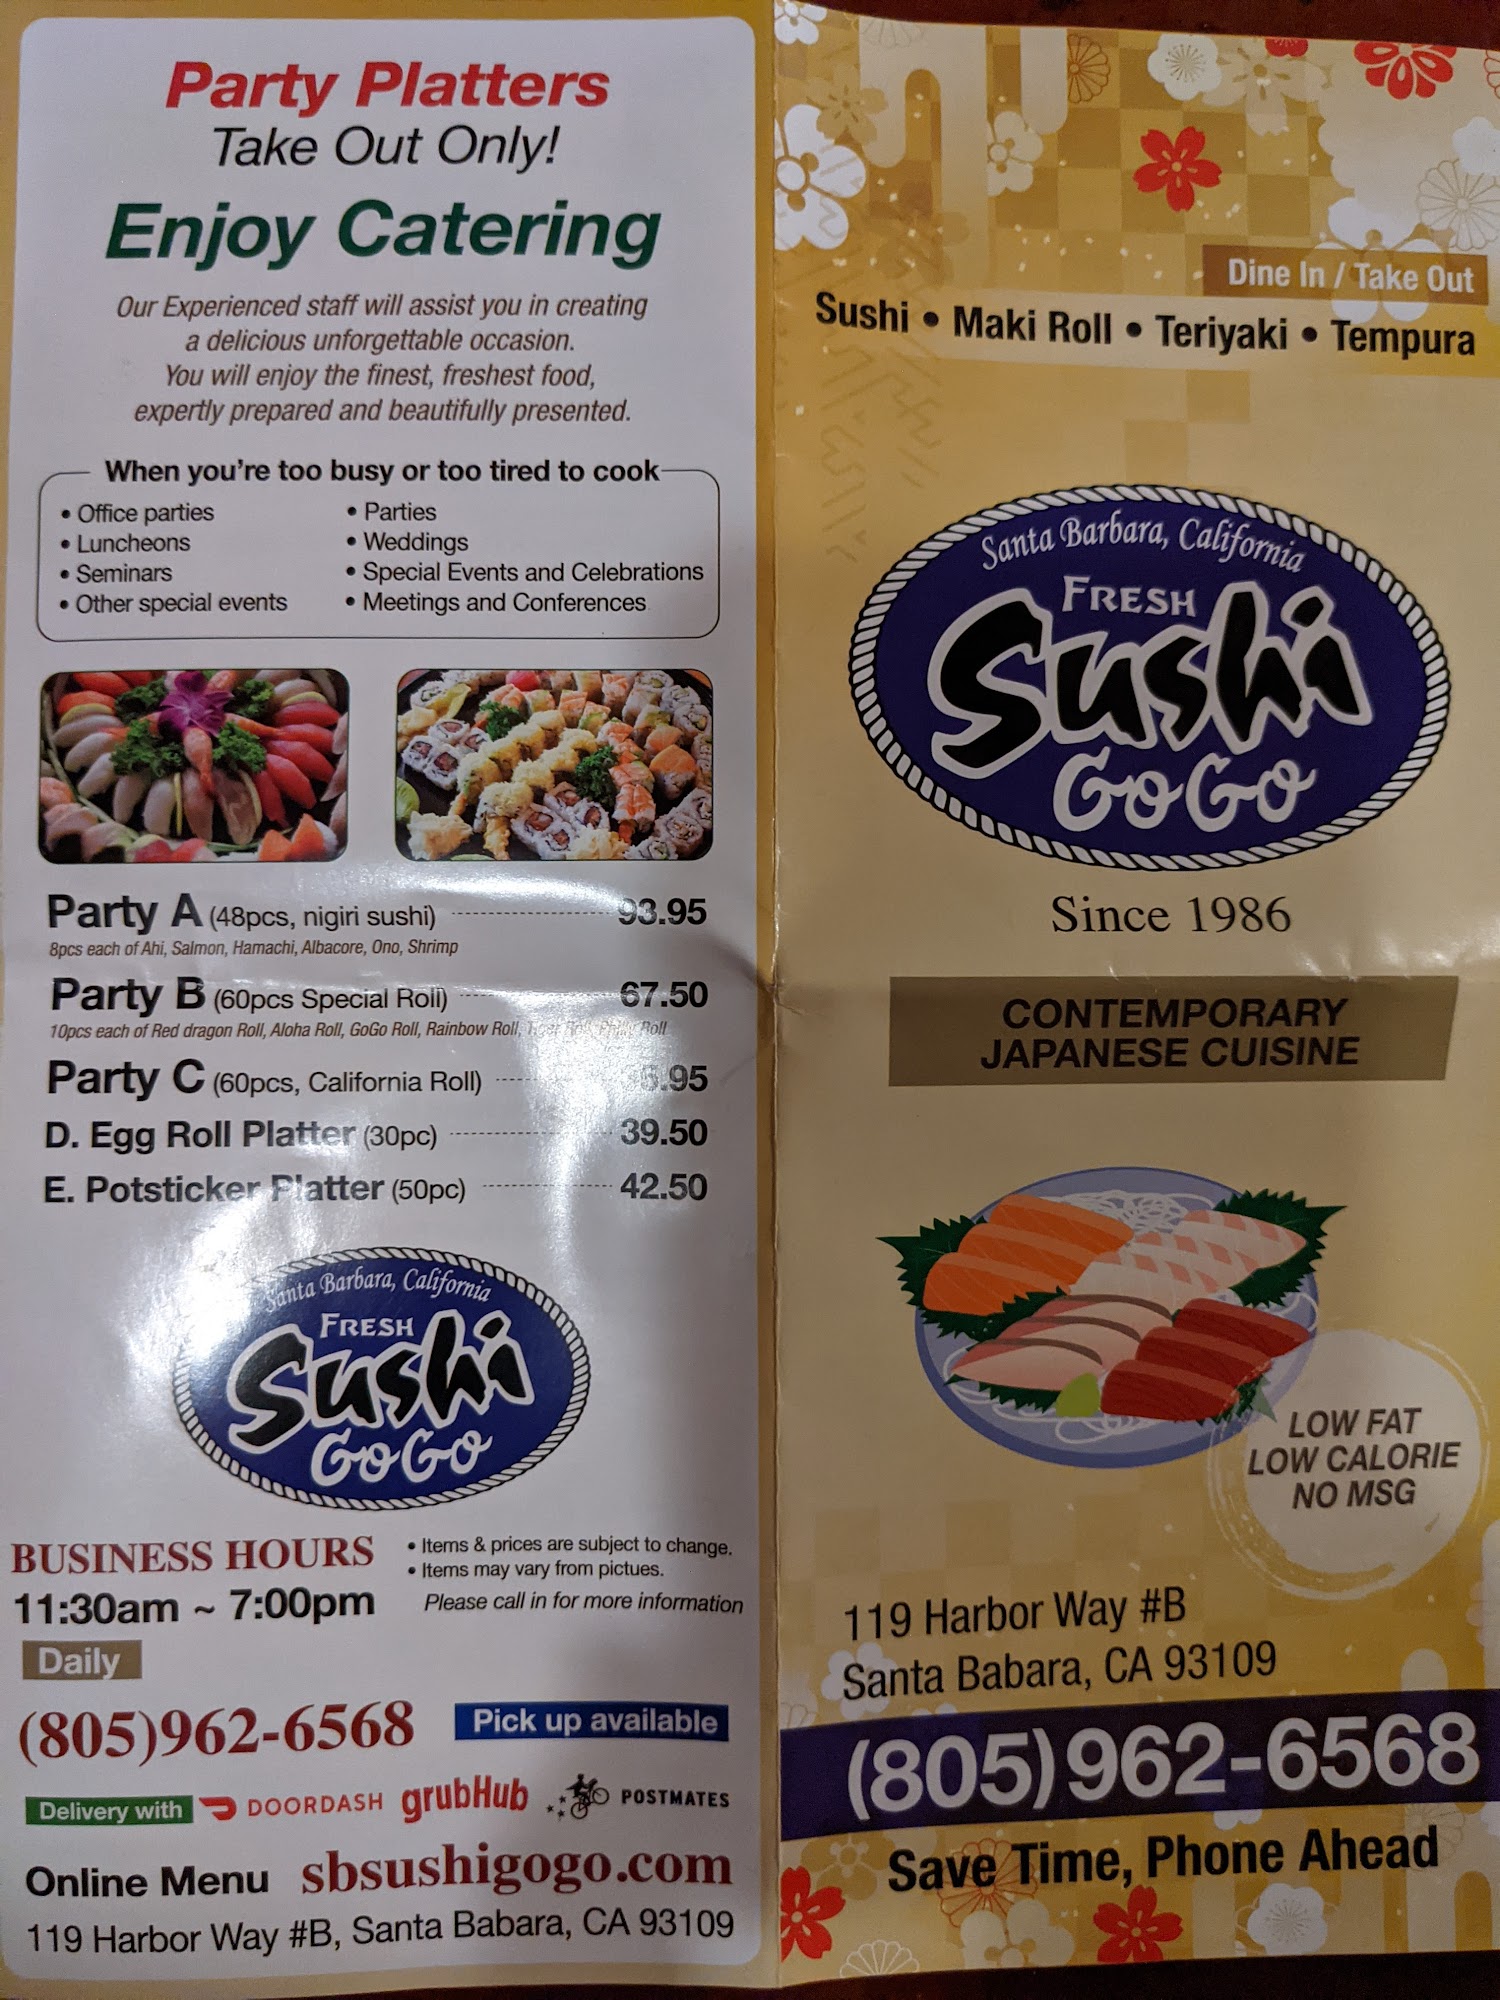 Party Platters
Take Out Only!
Enjoy Catering
Our Experienced staff will assist you in creating
a delicious unforgettable occasion.
You will enjoy the finest, freshest food,
expertly prepared and beautifully presented.
When you're too busy or too tired to cook
• Office parties
• Luncheons
• Seminars
• Other special events
• Parties
• Weddings
• Special Events and Celebrations
• Meetings and Conferences
Party A (48pcs, nigiri sushi) 93.95
8pcs each of Ahi, Salmon, Hamachi, Albacore, Ono, Shrimp
Party B (60pcs Special Roll) 67.50
10pcs each of Red dragon Roll, Aloha Roll, GoGo Roll, Rainbow Roll, Tiger Roll, Philly Roll
Party C (60pcs, California Roll)
D. Egg Roll Platter (30pc) 39.50
E. Potsticker Platter (50pc) 42.50
Santa Barbara, California
FRESH
Sushi
GoGo
BUSINESS HOURS
11:30am ~ 7:00pm
Daily
• Items & prices are subject to change.
• Items may vary from pictues.
Please call in for more information
(805)962-6568 Pick up available
Delivery with DOORDASH grubHub POSTMATES
Online Menu sbsushigogo.com
119 Harbor Way #B, Santa Babara, CA 93109
Dine In / Take Out
Sushi • Maki Roll • Teriyaki • Tempura
Santa Barbara, California
FRESH
Sushi
GoGo
Since 1986
CONTEMPORARY
JAPANESE CUISINE
LOW FAT
LOW CALORIE
NO MSG
119 Harbor Way #B
Santa Babara, CA 93109
(805)962-6568
Save Time, Phone Ahead